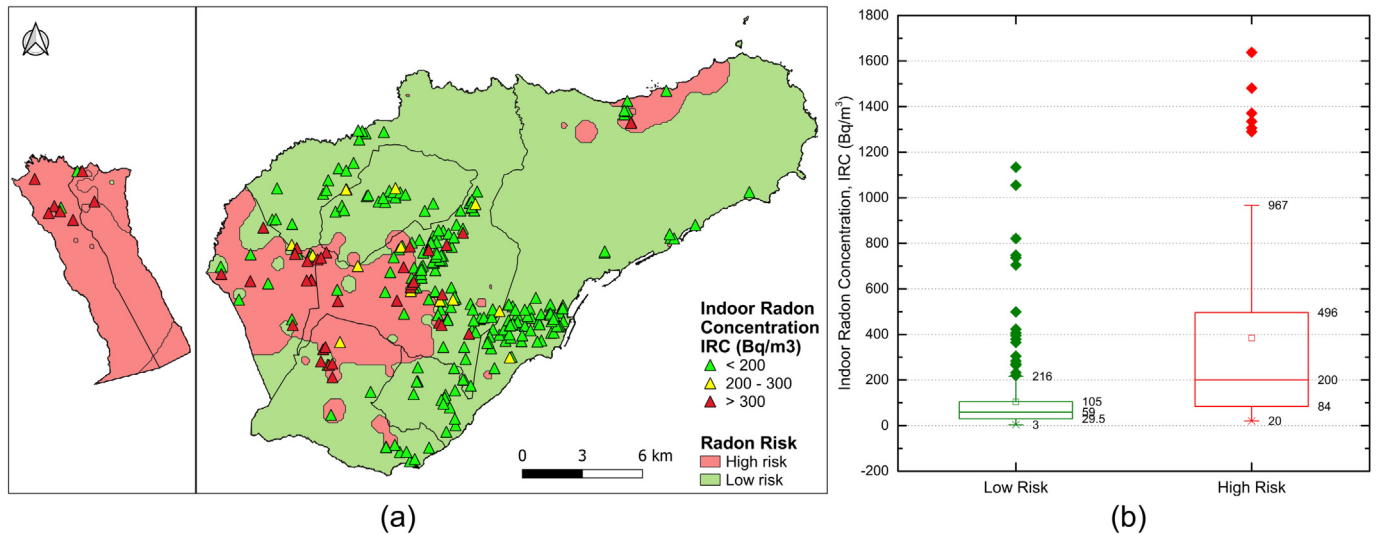 Indoor Radon
Concentration
IRC (Bq/m3)
< 200
200 - 300
> 300
Radon Risk
High risk
Low risk
0 3 6 km
(a)
Indoor Radon Concentration, IRC (Bq/m³)
1800
1600
1400
1200
1000
800
600
400
200
0
-200
216
105
59
29.5
3
967
496
200
84
20
Low Risk High Risk
(b)